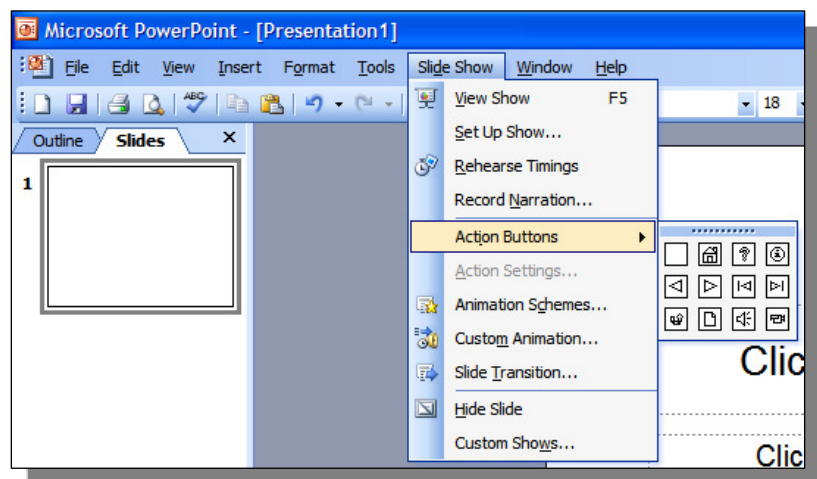 Microsoft PowerPoint - [Presentation1]
File Edit View Insert Format Tools Slide Show Window Help
ABC 18
Outline Slides X
1
View Show F5
Set Up Show...
Rehearse Timings
Record Narration...
Action Buttons
Action Settings...
Animation Schemes...
Custom Animation...
Slide Transition...
Hide Slide
Custom Shows...
?
i
Clic
Clic